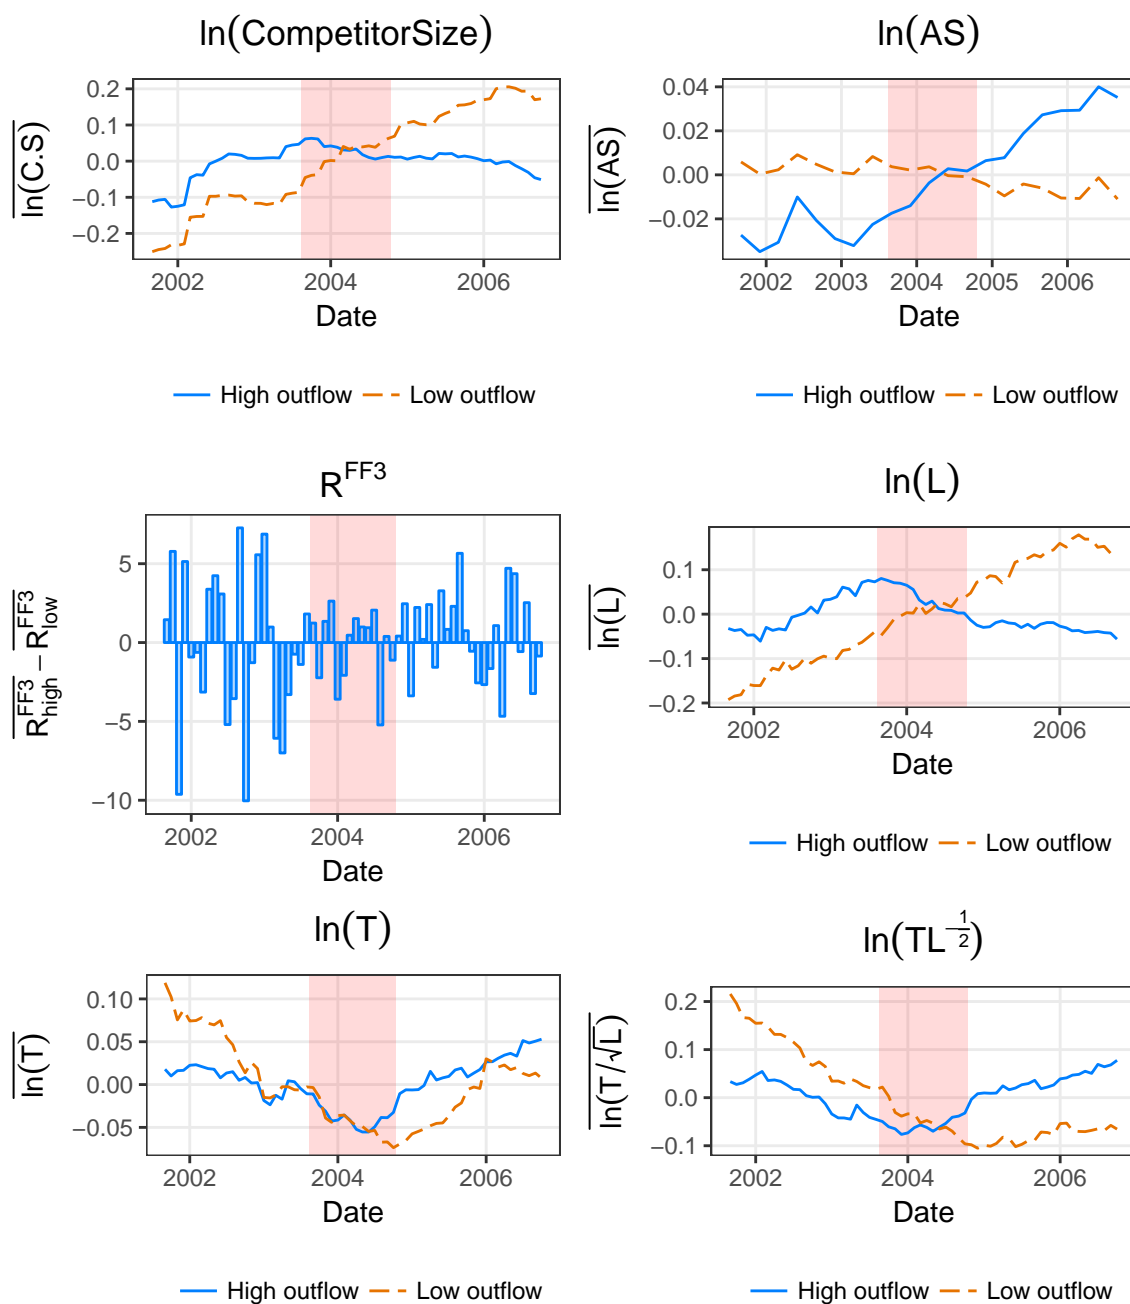 ln(CompetitorSize)
ln(C.S)
0.2
0.1
0.0
−0.1
−0.2
2002 2004 2006
Date
High outflow Low outflow
ln(AS)
ln(AS)
0.04
0.02
0.00
−0.02
2002 2003 2004 2005 2006
Date
High outflow Low outflow
R^FF3
R^FF3_high − R^FF3_low
5
0
−5
−10
2002 2004 2006
Date
ln(L)
ln(L)
0.1
0.0
−0.1
−0.2
2002 2004 2006
Date
High outflow Low outflow
ln(T)
ln(T)
0.10
0.05
0.00
−0.05
2002 2004 2006
Date
High outflow Low outflow
ln(TL^−1/2)
ln(T/√L)
0.2
0.1
0.0
−0.1
2002 2004 2006
Date
High outflow Low outflow